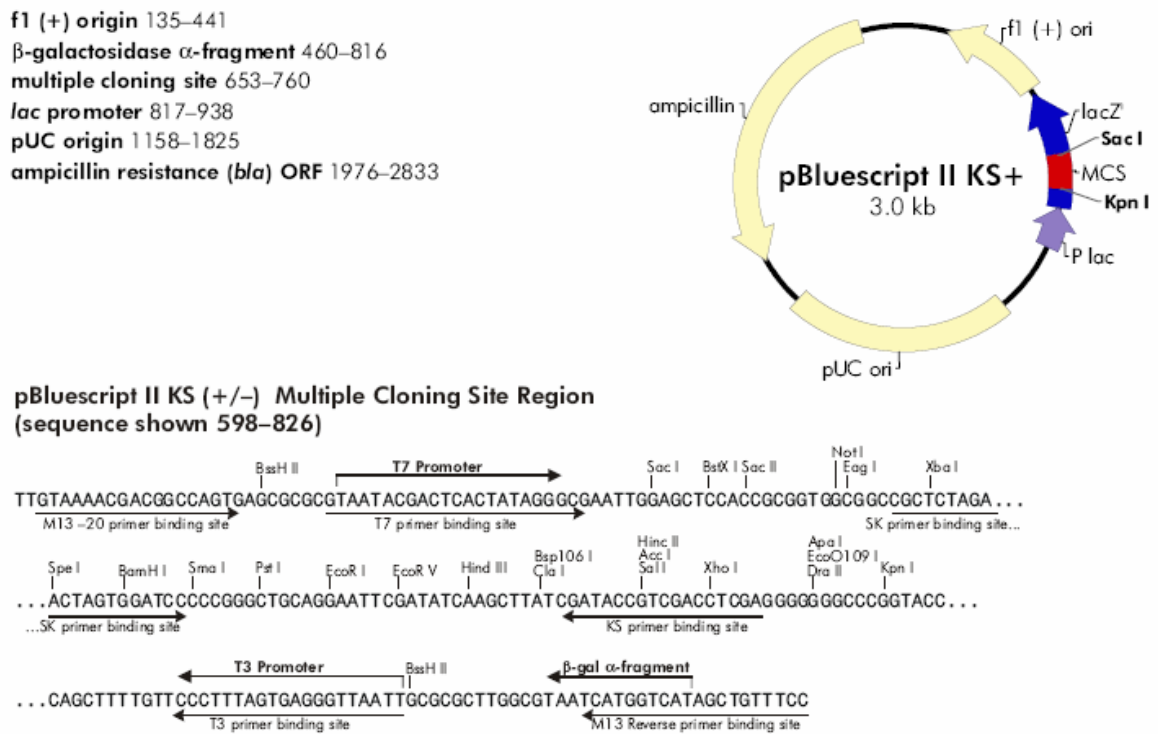 f1 (+) origin 135–441
β-galactosidase α-fragment 460–816
multiple cloning site 653–760
lac promoter 817–938
pUC origin 1158–1825
ampicillin resistance (bla) ORF 1976–2833
f1 (+) ori
ampicillin
lacZ'
Sac I
MCS
Kpn I
P lac
pUC ori
pBluescript II KS+
3.0 kb
pBluescript II KS (+/–) Multiple Cloning Site Region
(sequence shown 598–826)
BssH II
T7 Promoter
Sac I
BstX I
Sac II
Not I
Eag I
Xba I
TTGTAAAACGACGGCCAGTGAGCGCGCGTAATACGACTCACTATAGGGCGAATTGGAGCTCCACCGCGGTGGCGGCCGCTCTAGA...
M13 –20 primer binding site
T7 primer binding site
SK primer binding site...
Spe I
BamH I
Sma I
Pst I
EcoR I
EcoR V
Hind III
Bsp106 I
Cla I
Hinc II
Acc I
Sal I
Xho I
Apa I
EcoO109 I
Dra II
Kpn I
...ACTAGTGGATCCCCCGGGCTGCAGGAATTCGATATCAAGCTTATCGATACCGTCGACCTCGAGGGGGGGCCCGGTACC...
...SK primer binding site
KS primer binding site
T3 Promoter
BssH II
β-gal α-fragment
...CAGCTTTTGTTCCCTTTAGTGAGGGTTAATTGCGCGCTTGGCGTAATCATGGTCATAGCTGTTTCC
T3 primer binding site
M13 Reverse primer binding site